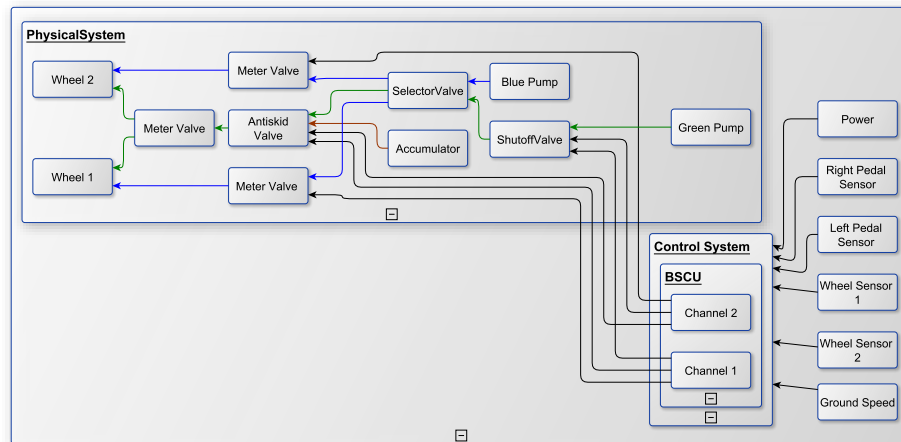 PhysicalSystem
Wheel 2
Meter Valve
SelectorValve
Blue Pump
Meter Valve
Antiskid
Valve
Accumulator
ShutoffValve
Green Pump
Wheel 1
Meter Valve
Power
Right Pedal
Sensor
Left Pedal
Sensor
Control System
BSCU
Channel 2
Channel 1
Wheel Sensor
1
Wheel Sensor
2
Ground Speed